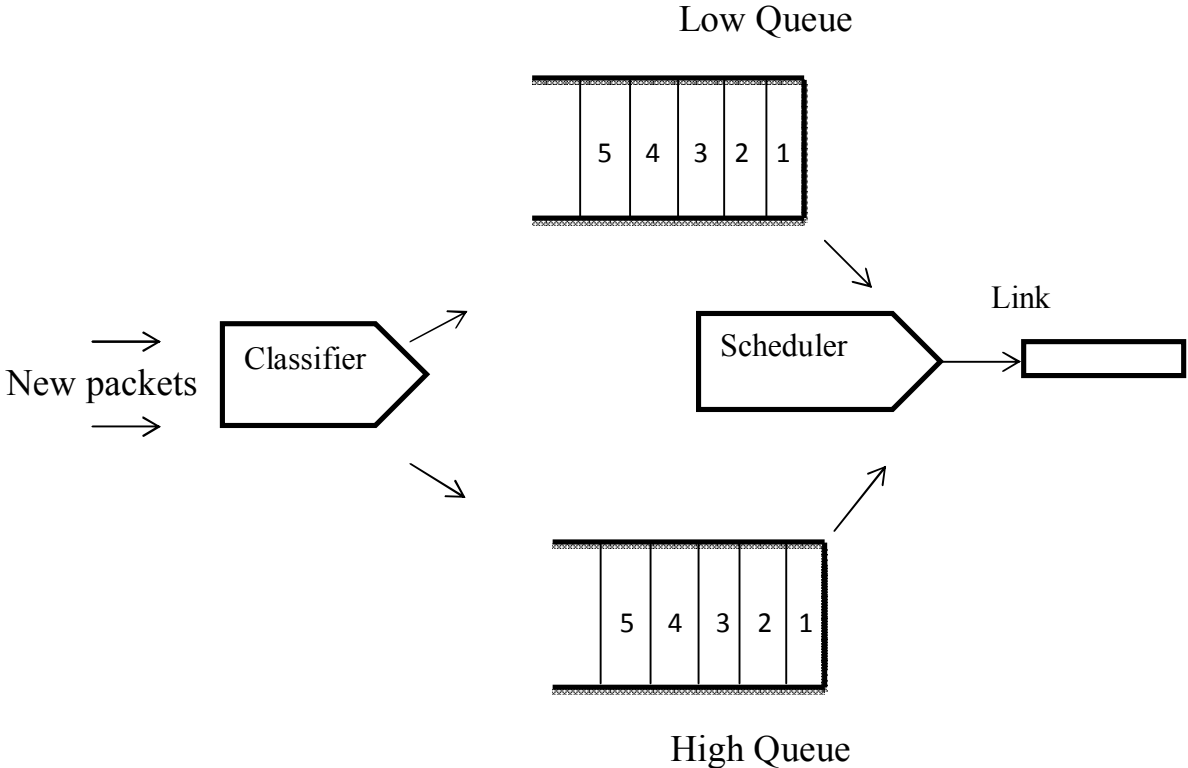 Low Queue
5 4 3 2 1
Link
Classifier
Scheduler
New packets
5 4 3 2 1
High Queue